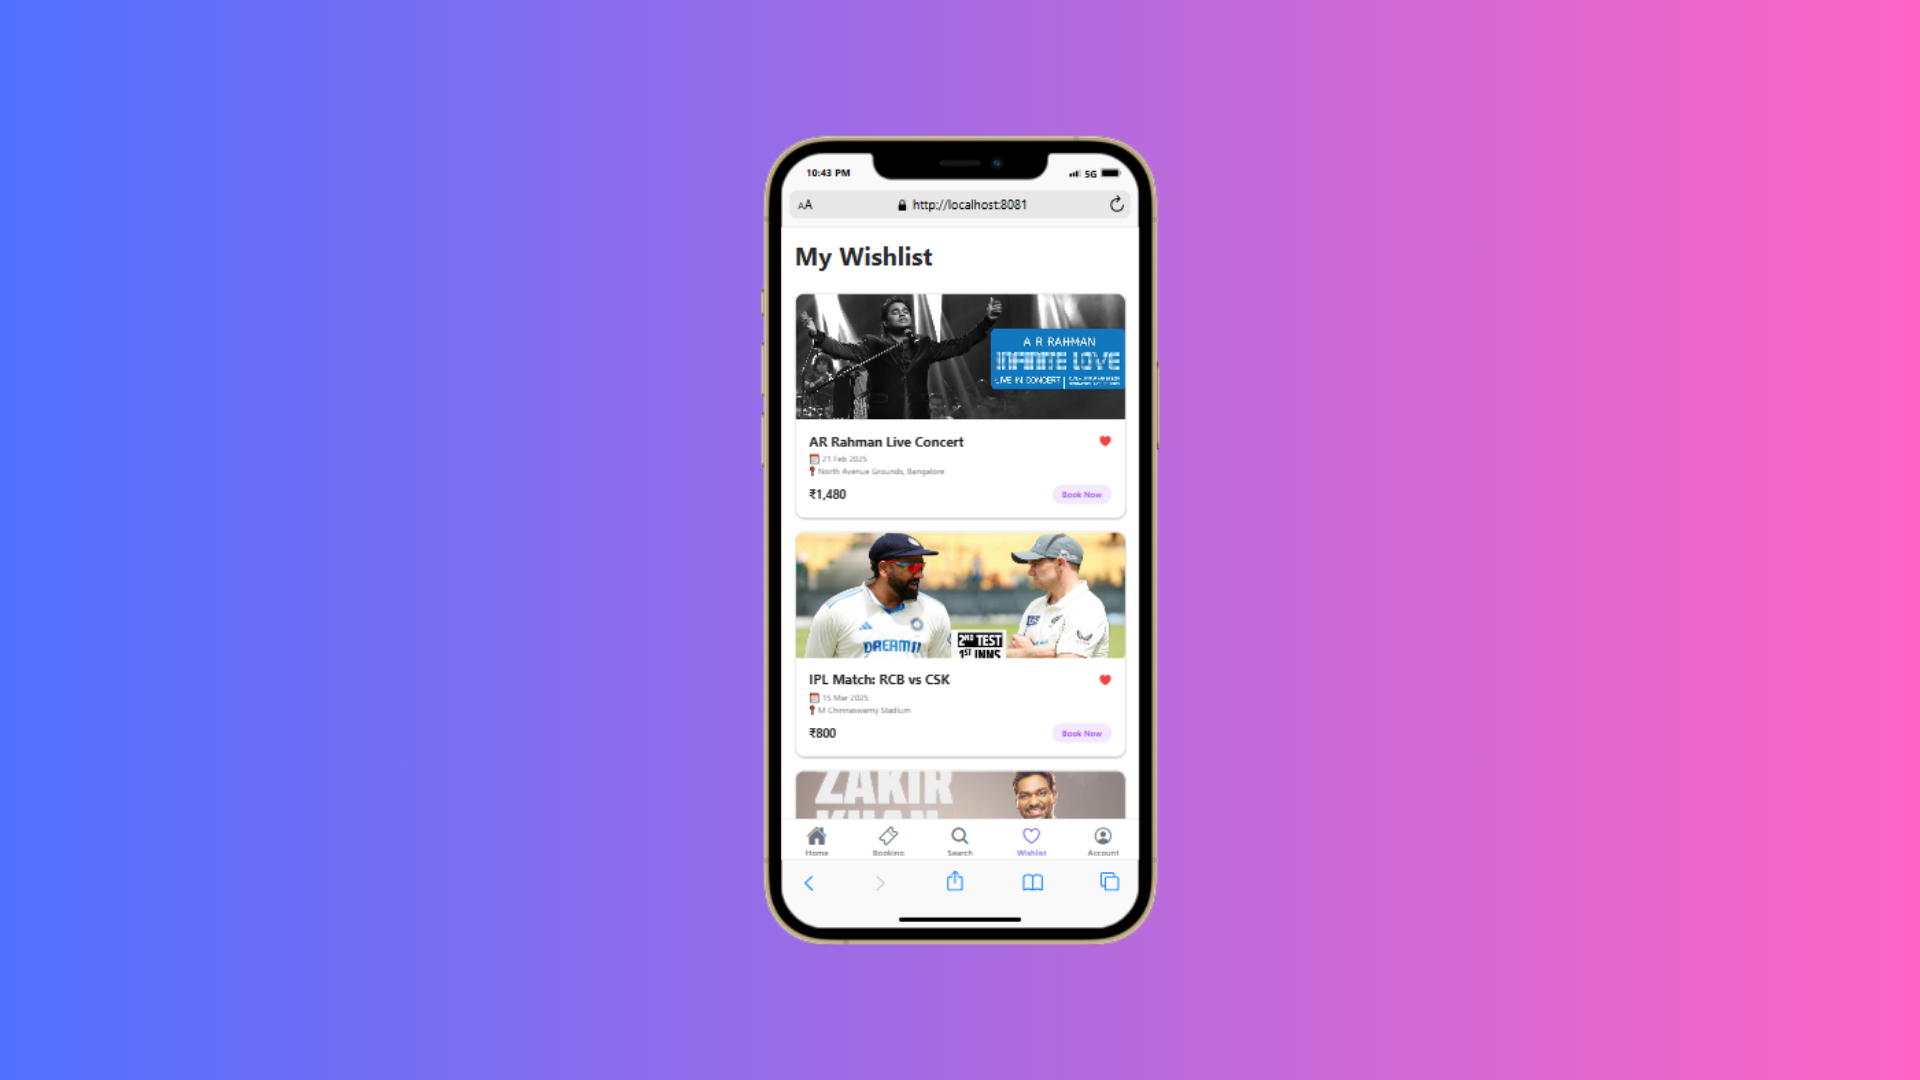 10:43 PM
5G
AA
http://localhost:8081
My Wishlist
A R RAHMAN
INFINITE LOVE
LIVE IN CONCERT
AR Rahman Live Concert
21 Feb 2025
North Avenue Grounds, Bangalore
₹1,480
Book Now
DREAM11
2ND TEST
1ST INNS
IPL Match: RCB vs CSK
15 Mar 2025
M Chinnaswamy Stadium
₹800
Book Now
ZAKIR
KHAN
Home
Booking
Search
Wishlist
Account